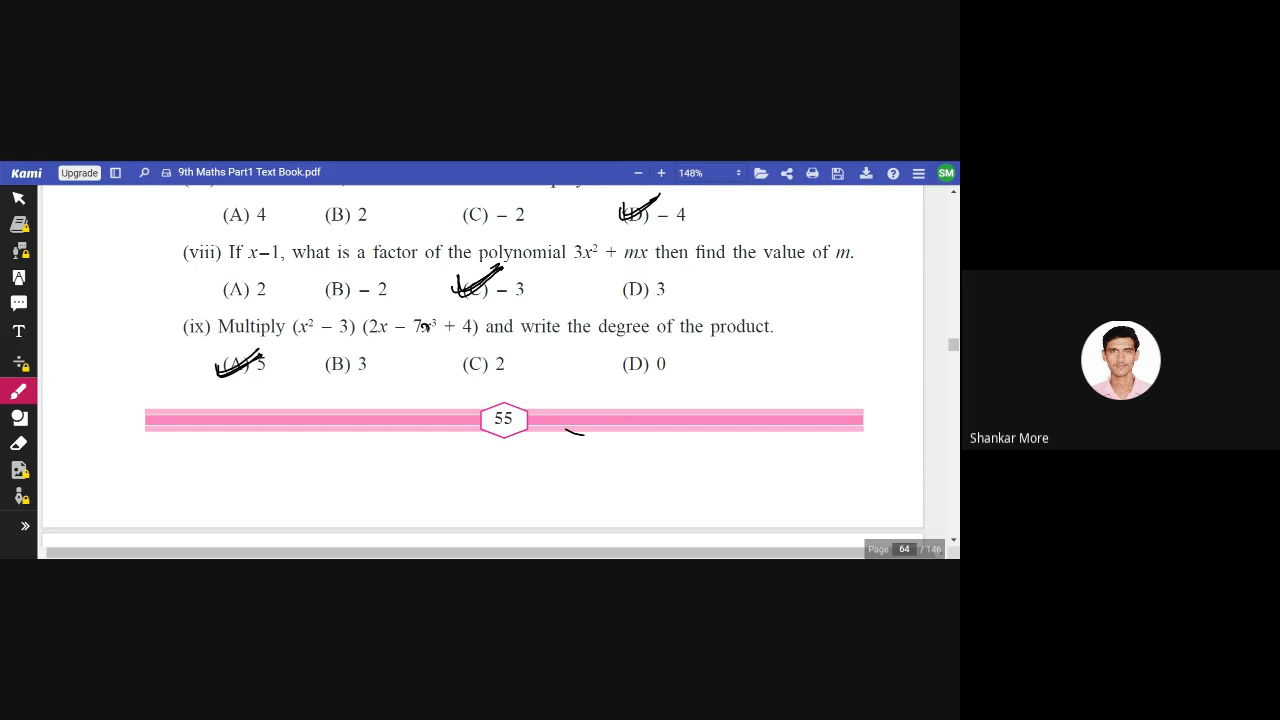 Kami Upgrade 9th Maths Part1 Text Book.pdf 148% SM
(A) 4 (B) 2 (C) – 2 (D) – 4
(viii) If x–1, what is a factor of the polynomial 3x² + mx then find the value of m.
(A) 2 (B) – 2 (C) – 3 (D) 3
(ix) Multiply (x² – 3) (2x – 7x³ + 4) and write the degree of the product.
(A) 5 (B) 3 (C) 2 (D) 0
55
Page 64 / 146
Shankar More